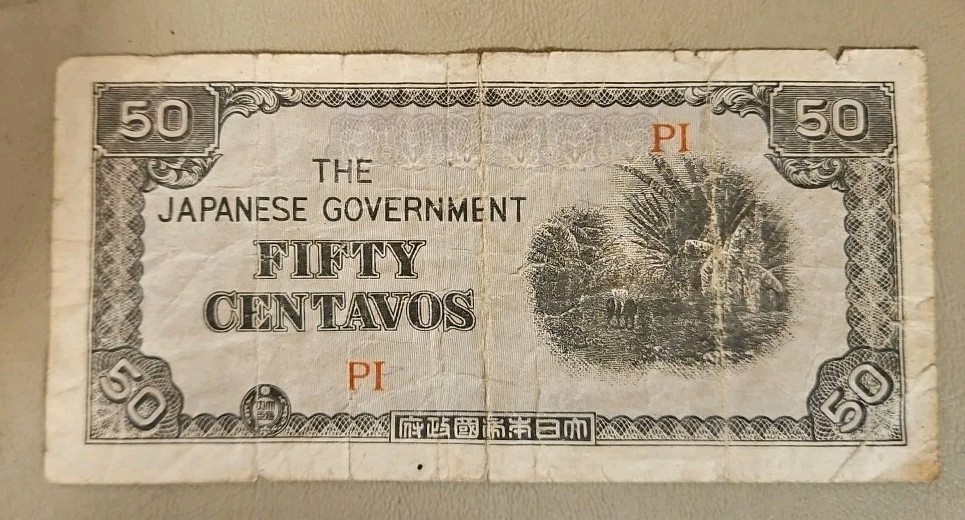 50
50
PI
THE
JAPANESE GOVERNMENT
FIFTY
CENTAVOS
PI
50
50
府政國帝本日大